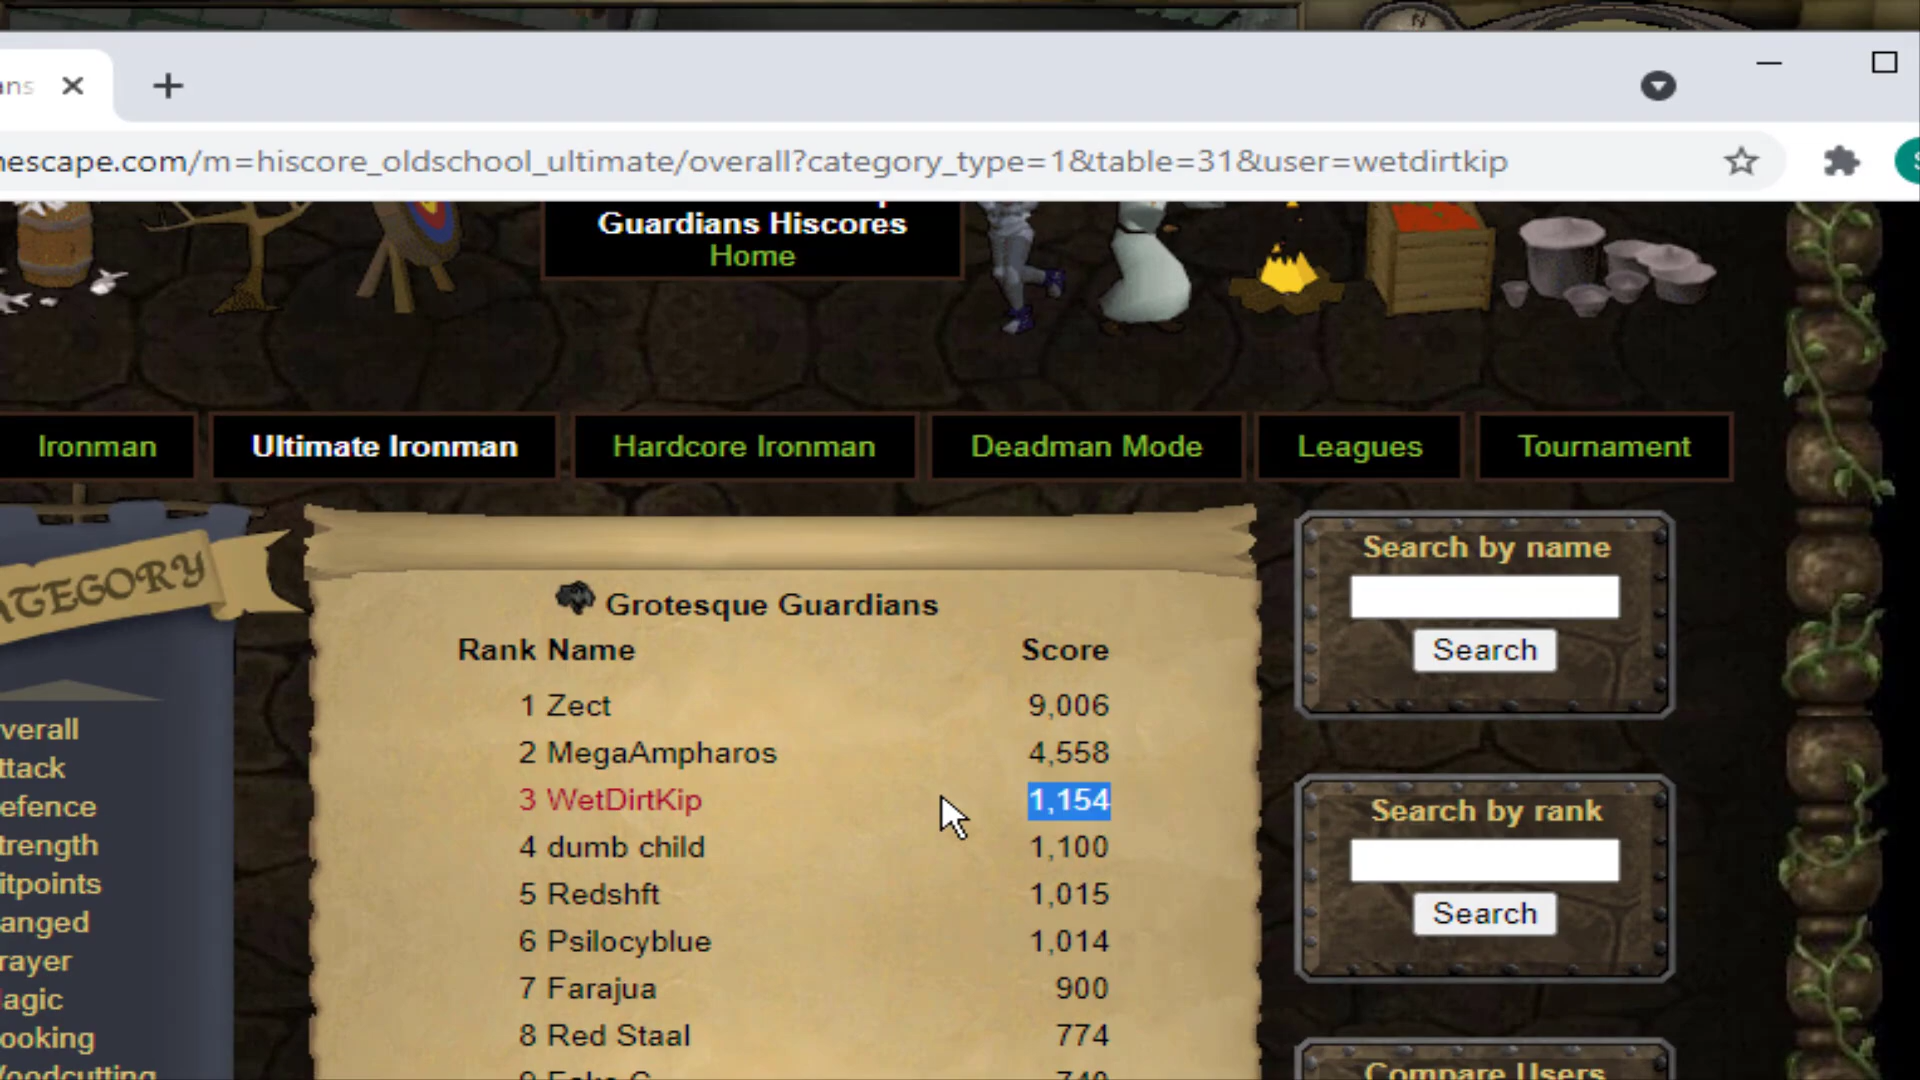 ans
nescape.com/m=hiscore_oldschool_ultimate/overall?category_type=1&table=31&user=wetdirtkip
Guardians Hiscores
Home
Ironman
Ultimate Ironman
Hardcore Ironman
Deadman Mode
Leagues
Tournament
ATEGORY
verall
ttack
efence
trength
itpoints
anged
rayer
agic
ooking
oodcutting
Grotesque Guardians
Rank Name Score
1 Zect 9,006
2 MegaAmpharos 4,558
3 WetDirtKip 1,154
4 dumb child 1,100
5 Redshft 1,015
6 Psilocyblue 1,014
7 Farajua 900
8 Red Staal 774
Search by name
Search
Search by rank
Search
Compare Users